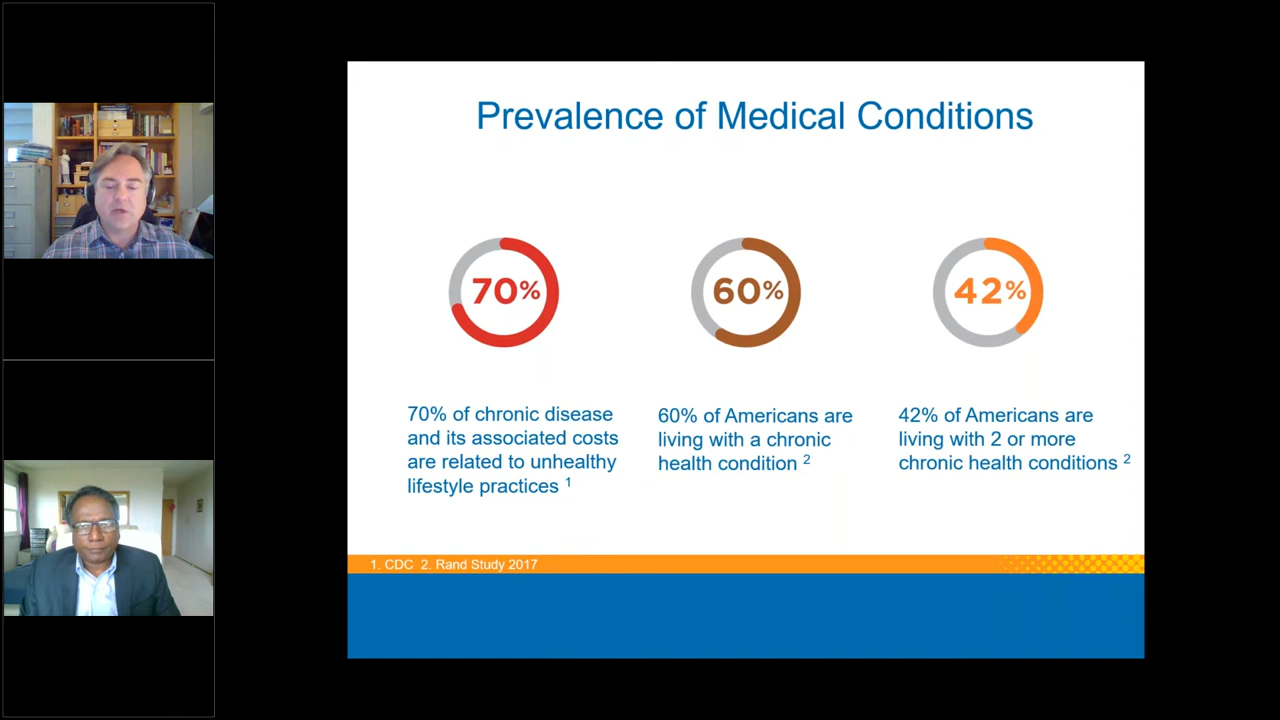 Prevalence of Medical Conditions
70%
60%
42%
70% of chronic disease
and its associated costs
are related to unhealthy
lifestyle practices 1
60% of Americans are
living with a chronic
health condition 2
42% of Americans are
living with 2 or more
chronic health conditions 2
1. CDC 2. Rand Study 2017